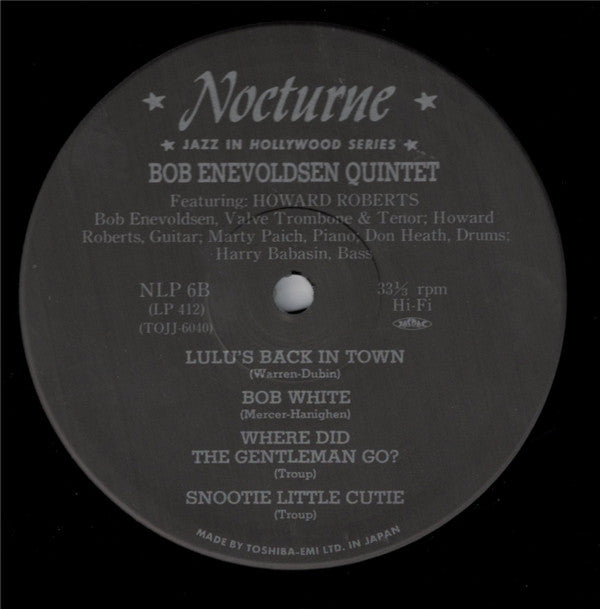 Nocturne
JAZZ IN HOLLYWOOD SERIES
BOB ENEVOLDSEN QUINTET
Featuring: HOWARD ROBERTS
Bob Enevoldsen, Valve Trombone & Tenor; Howard
Roberts, Guitar; Marty Paich, Piano; Don Heath, Drums;
Harry Babasin, Bass
NLP 6B
(LP 412)
(TOJJ-6040)
33⅓ rpm
Hi-Fi
LULU'S BACK IN TOWN
(Warren-Dubin)
BOB WHITE
(Mercer-Hanighen)
WHERE DID
THE GENTLEMAN GO?
(Troup)
SNOOTIE LITTLE CUTIE
(Troup)
MADE BY TOSHIBA-EMI LTD. IN JAPAN